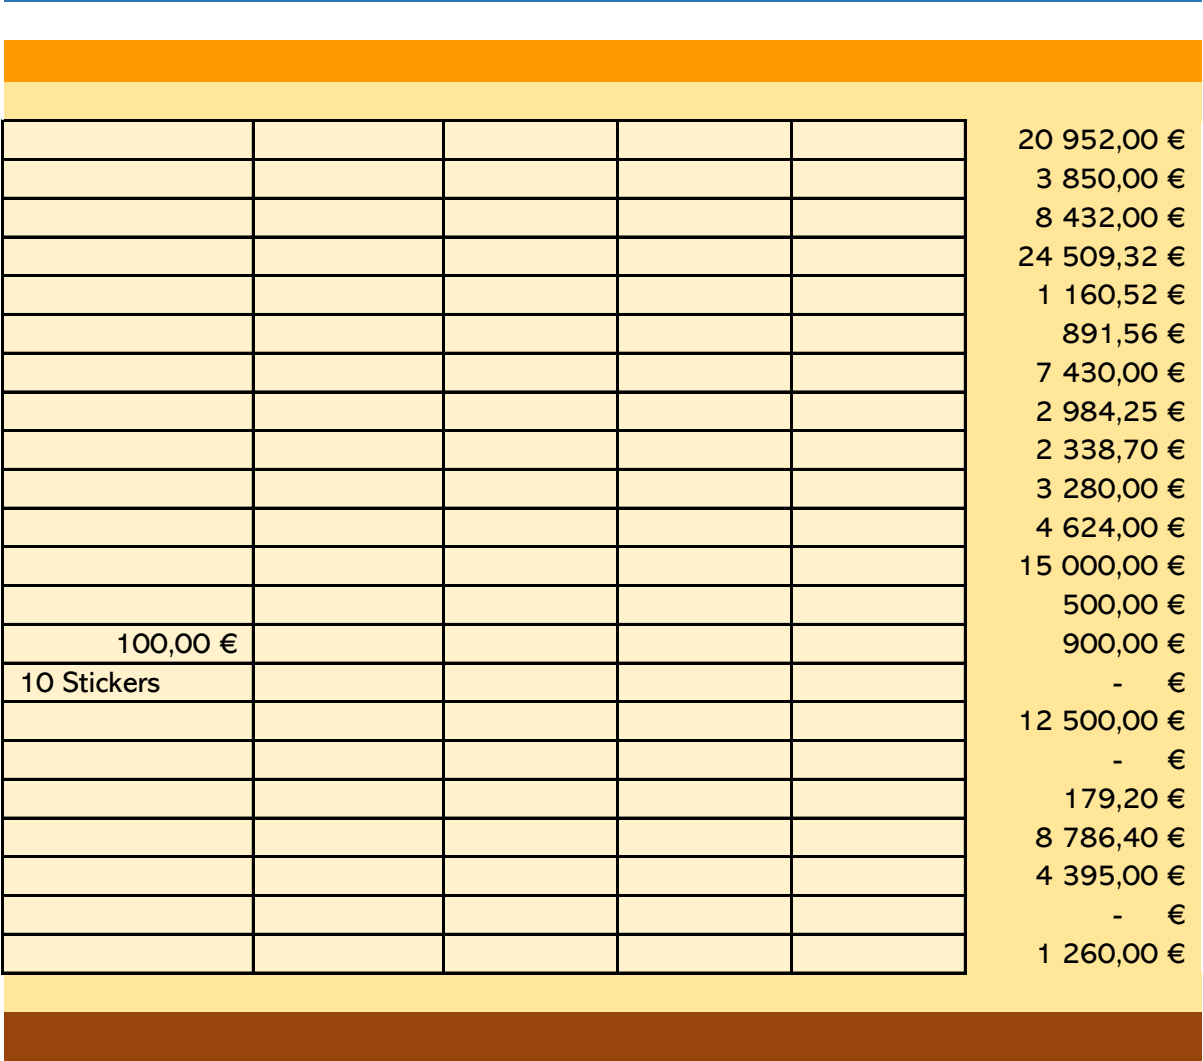 20 952,00 €
3 850,00 €
8 432,00 €
24 509,32 €
1 160,52 €
891,56 €
7 430,00 €
2 984,25 €
2 338,70 €
3 280,00 €
4 624,00 €
15 000,00 €
500,00 €
100,00 € 900,00 €
10 Stickers - €
12 500,00 €
- €
179,20 €
8 786,40 €
4 395,00 €
- €
1 260,00 €